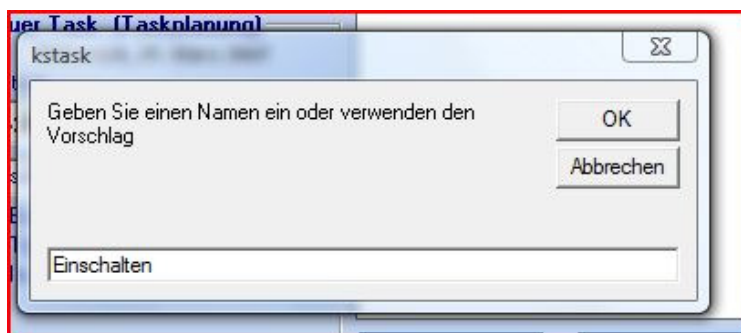 uer Task (Taskplanung)
kstask
Geben Sie einen Namen ein oder verwenden den
Vorschlag
OK
Abbrechen
Einschalten